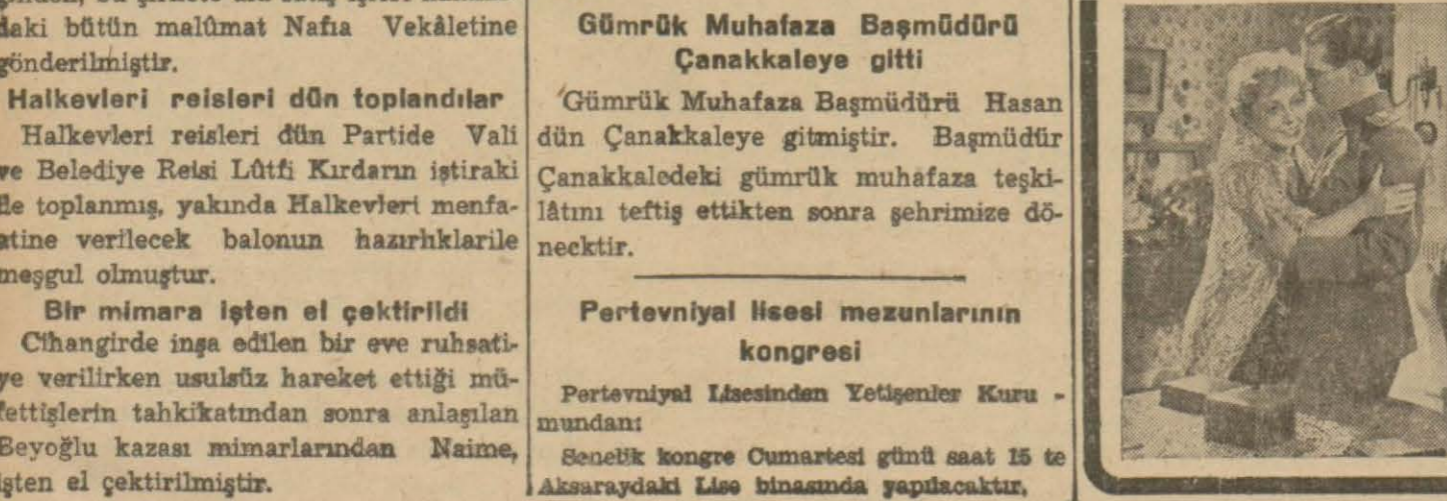 daki bütün malûmat Nafıa Vekâletine
gönderilmiştir.
Halkevleri reisleri dün toplandılar
Halkevleri reisleri dün Partide Vali
ve Belediye Reisi Lûtfi Kırdarın iştiraki
ile toplanmış, yakında Halkevleri menfa-
atine verilecek balonun hazırlıklarile
meşgul olmuştur.
Bir mimara işten el çektirildi
Cihangirde inşa edilen bir eve ruhsati-
ye verilirken usulsüz hareket ettiği mü-
fettişlerin tahkikatından sonra anlaşılan
Beyoğlu kazası mimarlarından Naime,
işten el çektirilmiştir.
Gümrük Muhafaza Başmüdürü
Çanakkaleye gitti
Gümrük Muhafaza Başmüdürü Hasan
dün Çanakkaleye gitmiştir. Başmüdür
Çanakkaledeki gümrük muhafaza teşki-
lâtını teftiş ettikten sonra şehrimize dö-
necktir.
Pertevniyal lisesi mezunlarının
kongresi
Pertevniyal Lisesinden Yetişenler Kuru -
mundan:
Senelik kongre Cumartesi günü saat 15 te
Aksaraydaki Lise binasında yapılacaktır,